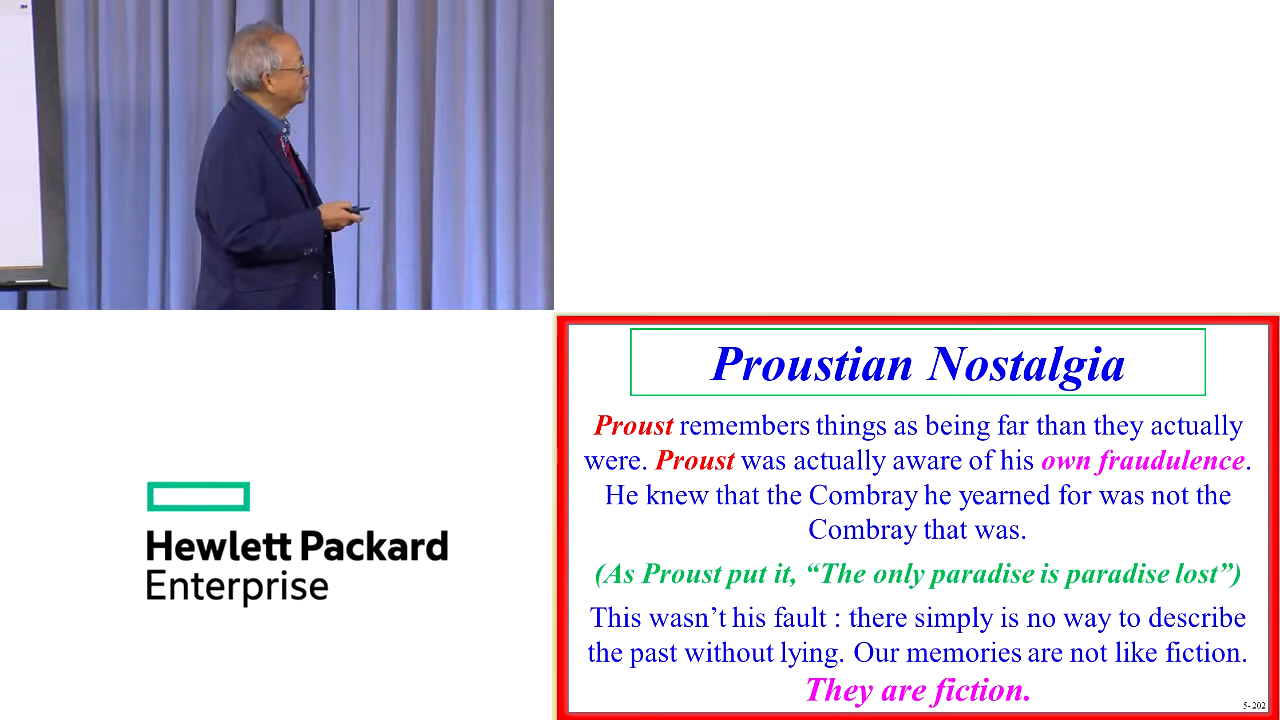 Proustian Nostalgia
Proust remembers things as being far than they actually
were. Proust was actually aware of his own fraudulence.
He knew that the Combray he yearned for was not the
Combray that was.
(As Proust put it, “The only paradise is paradise lost”)
This wasn’t his fault : there simply is no way to describe
the past without lying. Our memories are not like fiction.
They are fiction.
5- 202
Hewlett Packard
Enterprise